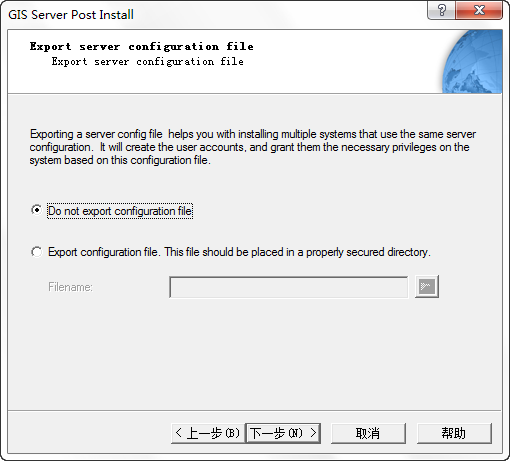 GIS Server Post Install
?
Export server configuration file
Export server configuration file
Exporting a server config file helps you with installing multiple systems that use the same server
configuration. It will create the user accounts, and grant them the necessary privileges on the
system based on this configuration file.
Do not export configuration file
Export configuration file. This file should be placed in a properly secured directory.
Filename:
< 上一步(B) 下一步(N) > 取消 帮助